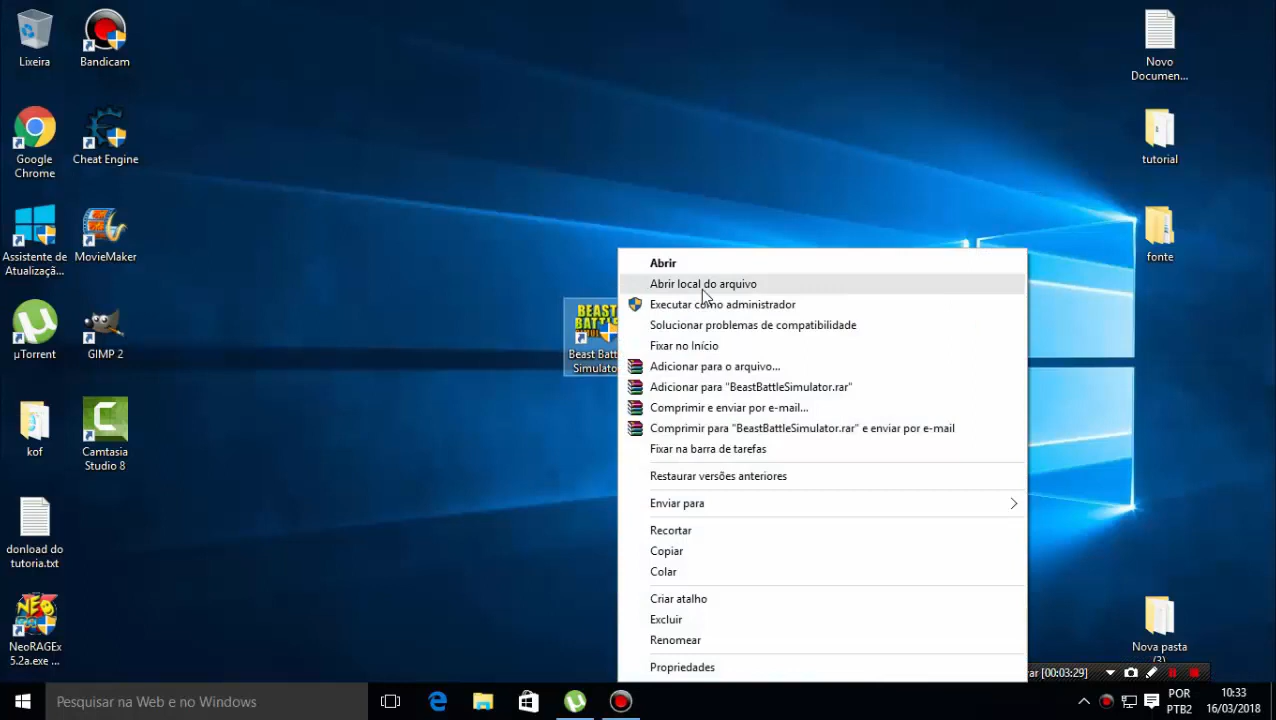 Lixeira
Bandicam
Google
Chrome
Cheat Engine
Assistente de
Atualizaçã...
MovieMaker
µTorrent
GIMP 2
kof
Camtasia
Studio 8
donload do
tutoria.txt
NEO
NeoRAGEx
5.2a.exe ...
BEAST
Beast Batt
Simulato
Abrir
Abrir local do arquivo
Executar como administrador
Solucionar problemas de compatibilidade
Fixar no Início
Adicionar para o arquivo...
Adicionar para "BeastBattleSimulator.rar"
Comprimir e enviar por e-mail...
Comprimir para "BeastBattleSimulator.rar" e enviar por e-mail
Fixar na barra de tarefas
Restaurar versões anteriores
Enviar para
Recortar
Copiar
Colar
Criar atalho
Excluir
Renomear
Propriedades
Novo
Documen...
tutorial
fonte
Nova pasta
(3)
[00:03:29]
Pesquisar na Web e no Windows
POR
PTB2
10:33
16/03/2018